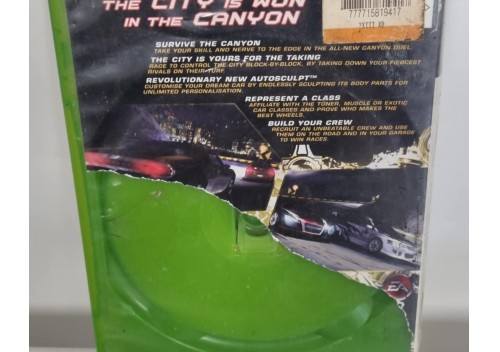 THE CITY IS WON
IN THE CANYON
777715819417
SURVIVE THE CANYON
TAKE YOUR SKILL AND NERVE TO THE EDGE IN THE ALL-NEW CANYON DUEL.
THE CITY IS YOURS FOR THE TAKING
RACE TO CONTROL THE CITY BLOCK-BY-BLOCK, BY TAKING DOWN YOUR FIERCEST
RIVALS ON THEIR TURF
REVOLUTIONARY NEW AUTOSCULPT™
CUSTOMISE YOUR DREAM CAR BY ENDLESSLY SCULPTING ITS BODY PARTS FOR
UNLIMITED PERSONALISATION.
REPRESENT A CLASS
AFFILIATE WITH THE TUNER, MUSCLE OR EXOTIC
CAR CLASSES AND PROVE WHO MAKES THE
BEST WHEELS.
BUILD YOUR CREW
RECRUIT AN UNBEATABLE CREW AND USE
THEM ON THE ROAD AND IN YOUR GARAGE
TO WIN RACES.
EA